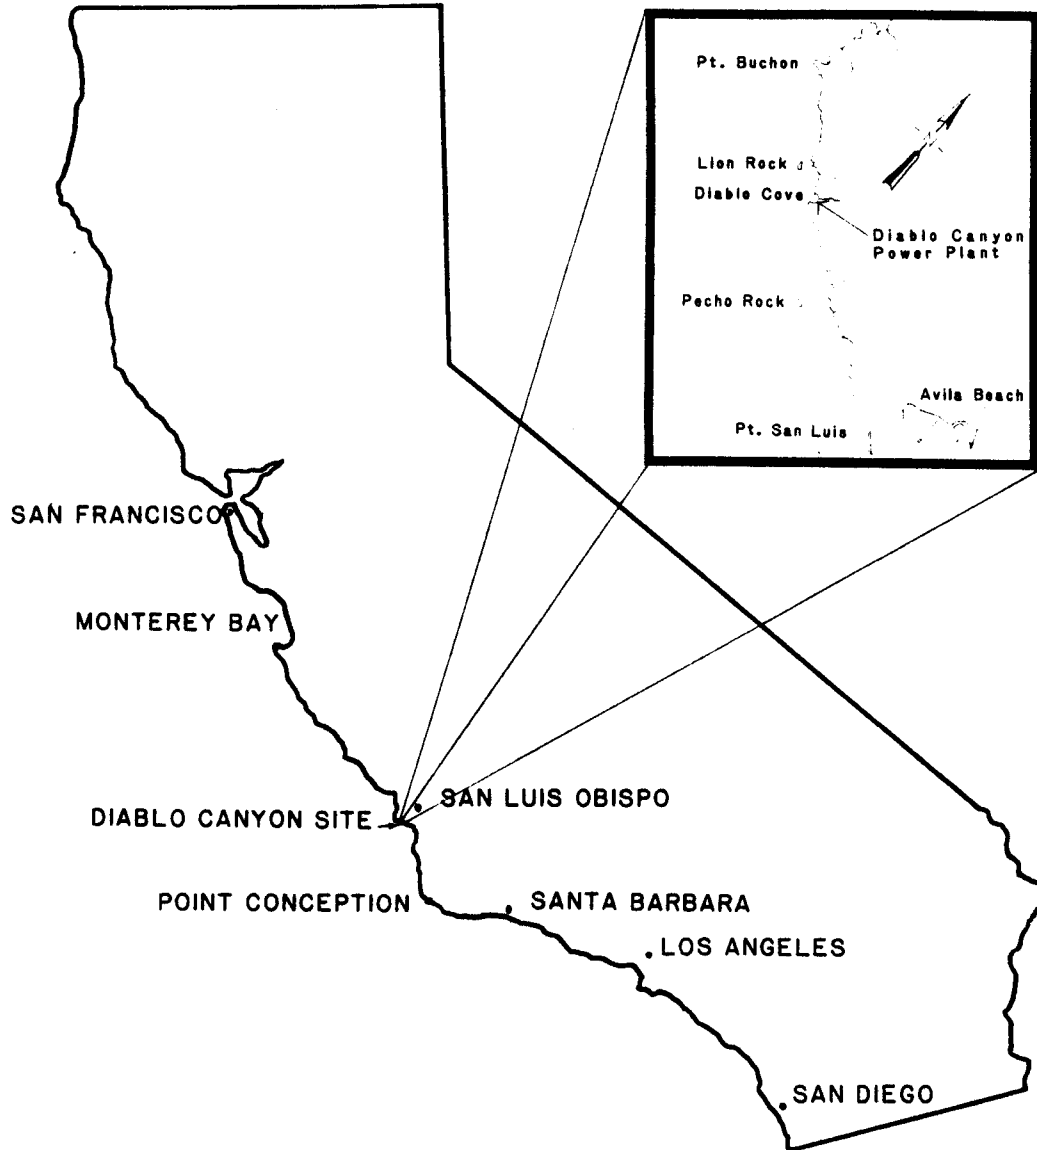 Pt. Buchon
Lion Rock
Diablo Cove
Diablo Canyon
Power Plant
Pecho Rock
Avila Beach
Pt. San Luis
SAN FRANCISCO
MONTEREY BAY
SAN LUIS OBISPO
DIABLO CANYON SITE
POINT CONCEPTION
SANTA BARBARA
LOS ANGELES
SAN DIEGO